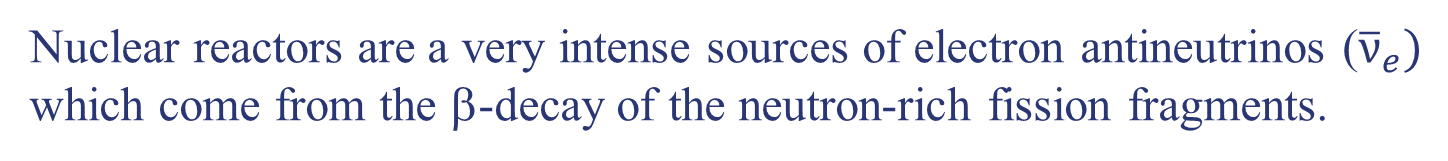 Nuclear reactors are a very intense sources of electron antineutrinos (ν̅ₑ)
which come from the β-decay of the neutron-rich fission fragments.